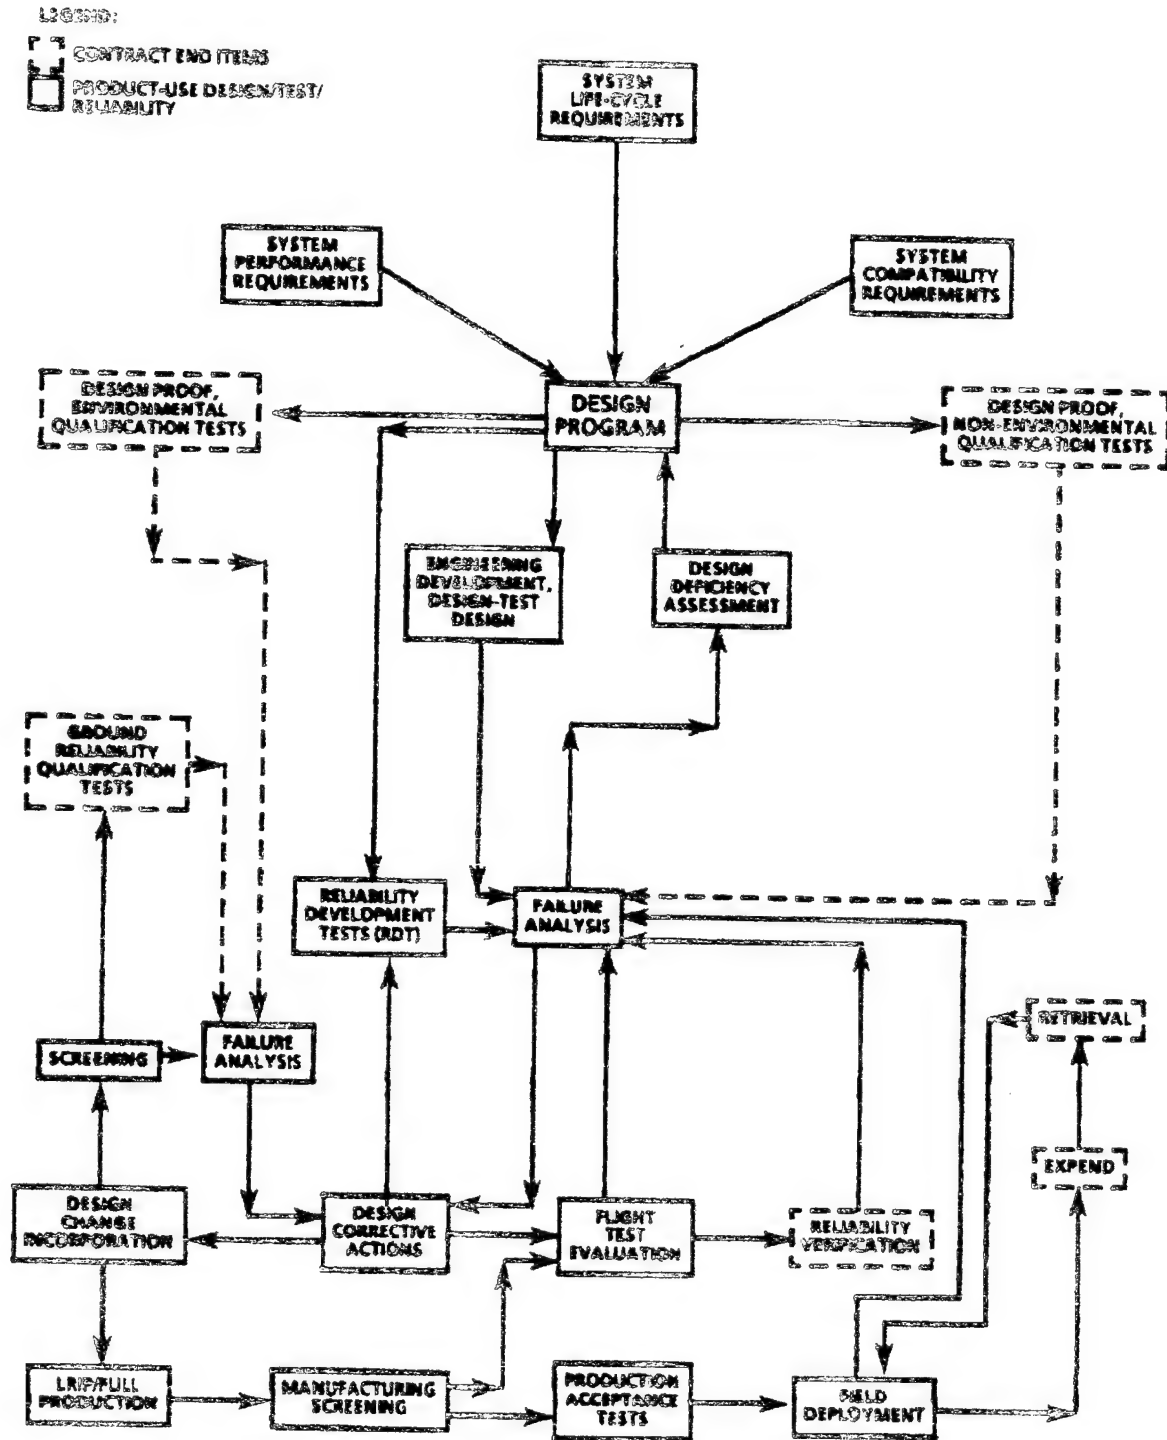 LEGEND:
CONTRACT END ITEMS
PRODUCT-USE DESIGN/TEST/
RELIABILITY
SYSTEM
LIFE-CYCLE
REQUIREMENTS
SYSTEM
PERFORMANCE
REQUIREMENTS
SYSTEM
COMPATIBILITY
REQUIREMENTS
DESIGN PROOF,
ENVIRONMENTAL
QUALIFICATION TESTS
DESIGN
PROGRAM
DESIGN PROOF,
NON-ENVIRONMENTAL
QUALIFICATION TESTS
ENGINEERING
DEVELOPMENT,
DESIGN-TEST
DESIGN
DESIGN
DEFICIENCY
ASSESSMENT
GROUND
RELIABILITY
QUALIFICATION
TESTS
RELIABILITY
DEVELOPMENT
TESTS (RDT)
FAILURE
ANALYSIS
RETRIEVAL
SCREENING
FAILURE
ANALYSIS
EXPEND
DESIGN
CHANGE
INCORPORATION
DESIGN
CORRECTIVE
ACTIONS
FLIGHT
TEST
EVALUATION
RELIABILITY
VERIFICATION
LRIP/FULL
PRODUCTION
MANUFACTURING
SCREENING
PRODUCTION
ACCEPTANCE
TESTS
FIELD
DEPLOYMENT